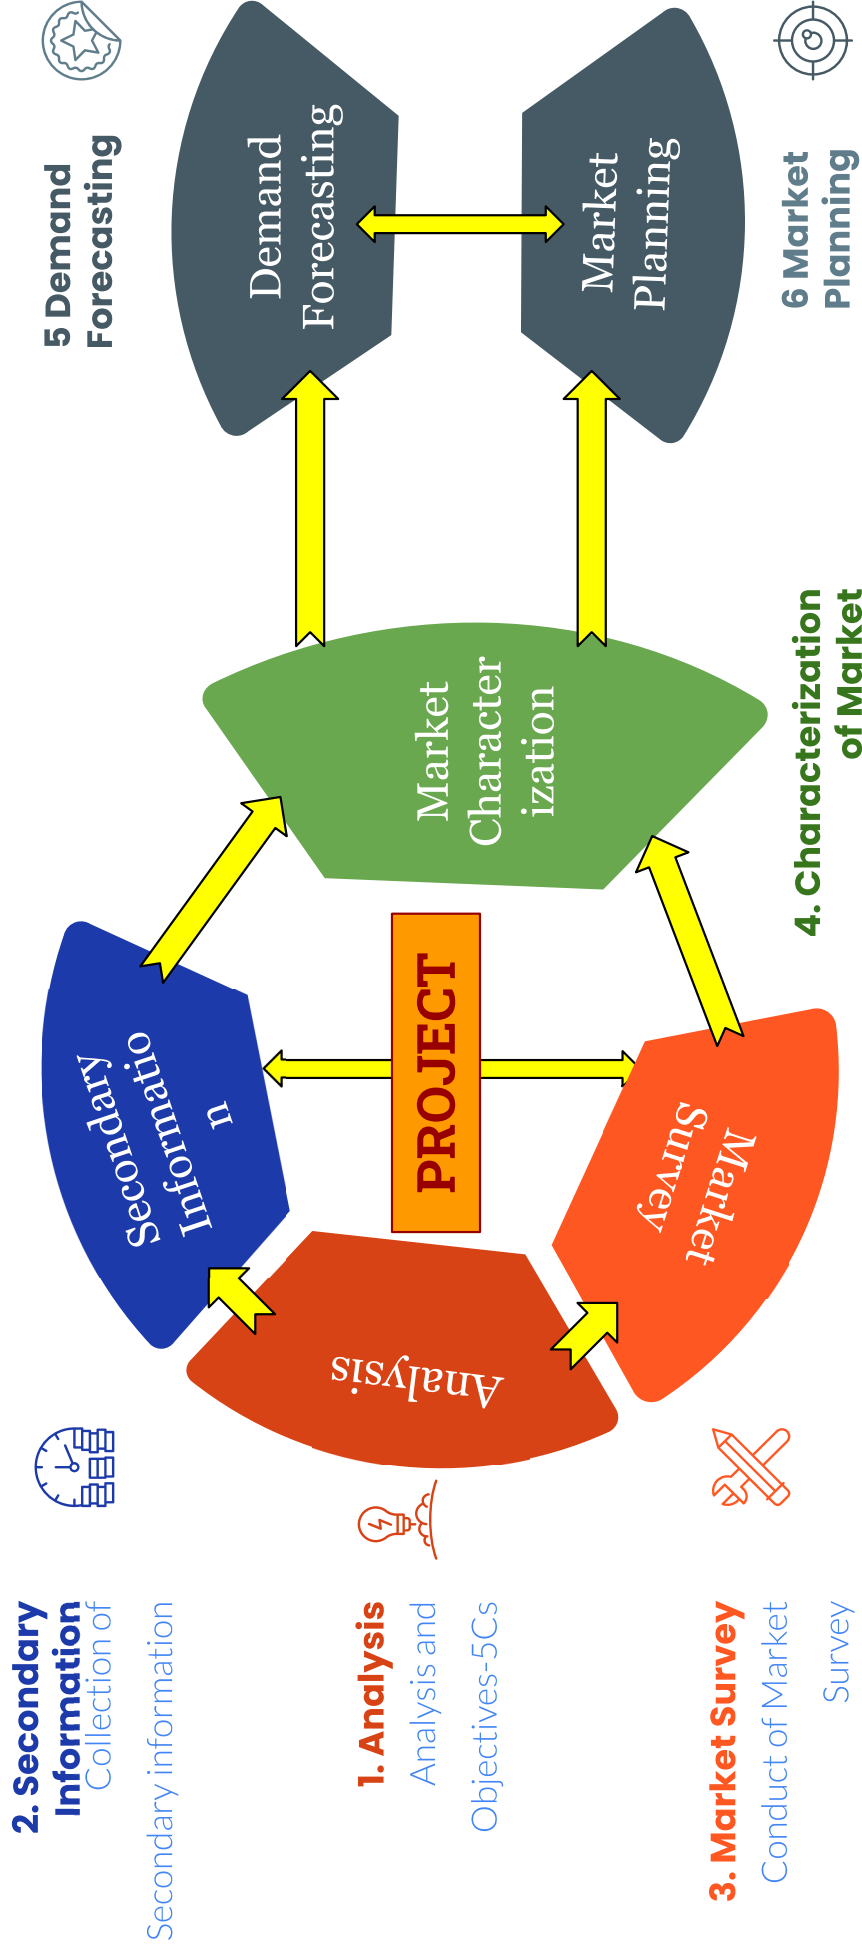 2. Secondary
Information
Collection of
Secondary information
1. Analysis
Analysis and
Objectives-5Cs
3. Market Survey
Conduct of Market
Survey
Secondary
Informatio
n
Analysis
Market
Survey
PROJECT
Market
Character
ization
4. Characterization
of Market
5 Demand
Forecasting
Demand
Forecasting
Market
Planning
6 Market
Planning